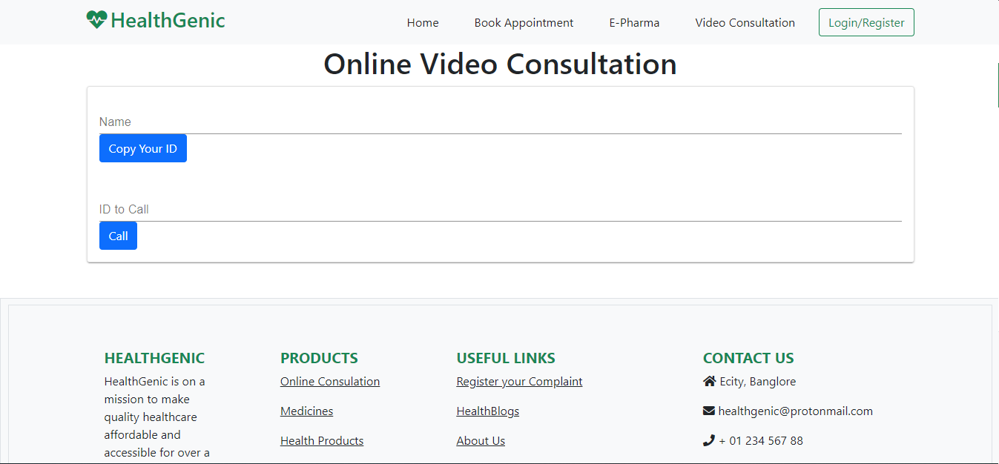 HealthGenic
Home
Book Appointment
E-Pharma
Video Consultation
Login/Register
Online Video Consultation
Name
Copy Your ID
ID to Call
Call
HEALTHGENIC
HealthGenic is on a
mission to make
quality healthcare
affordable and
accessible for over a
PRODUCTS
Online Consulation
Medicines
Health Products
USEFUL LINKS
Register your Complaint
HealthBlogs
About Us
CONTACT US
Ecity, Banglore
healthgenic@protonmail.com
+ 01 234 567 88